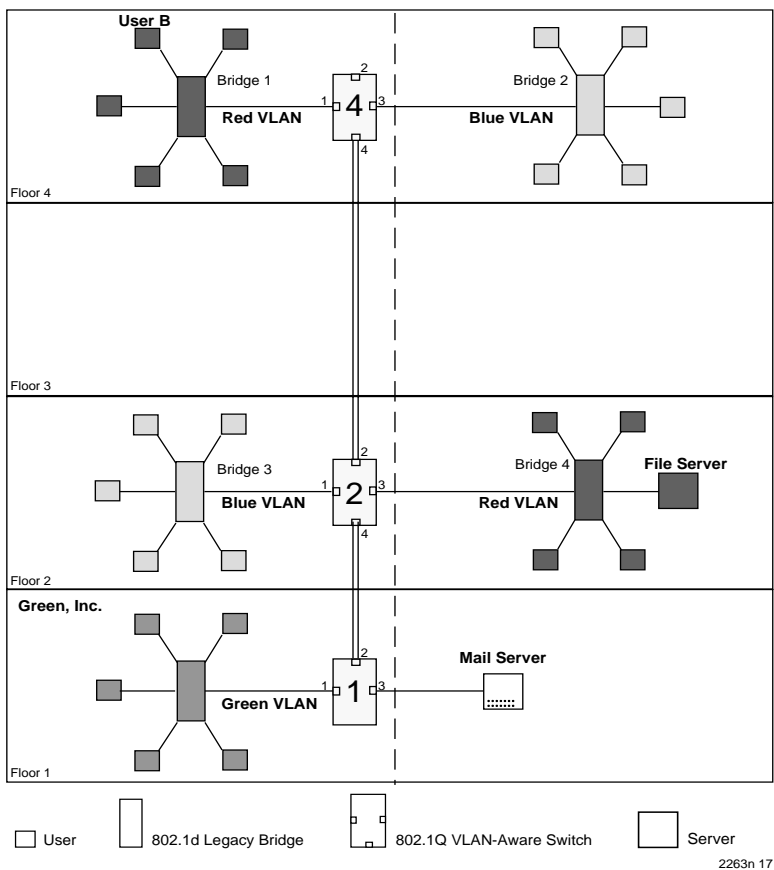 User B
Bridge 1
Red VLAN
1
2
4
3
4
Bridge 2
Blue VLAN
Floor 4
Floor 3
Bridge 3
Blue VLAN
1
2
2
3
4
Bridge 4
Red VLAN
File Server
Floor 2
Green, Inc.
Green VLAN
1
2
1
3
Mail Server
Floor 1
User
802.1d Legacy Bridge
802.1Q VLAN-Aware Switch
Server
2263n 17